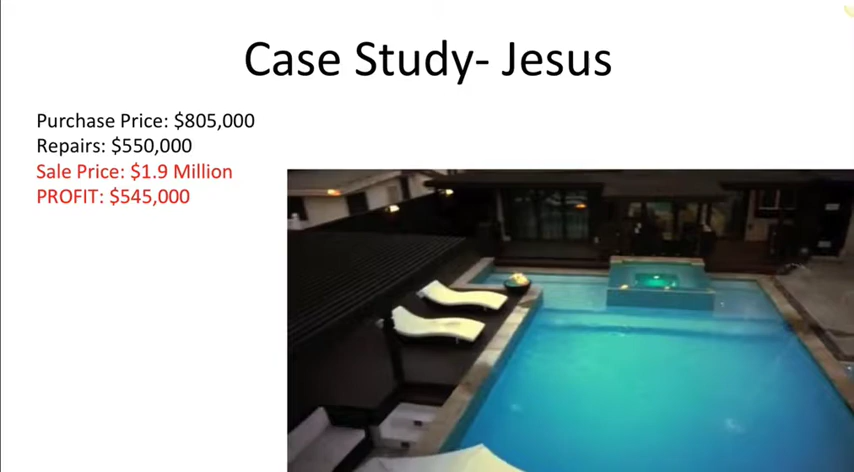 Case Study- Jesus
Purchase Price: $805,000
Repairs: $550,000
Sale Price: $1.9 Million
PROFIT: $545,000